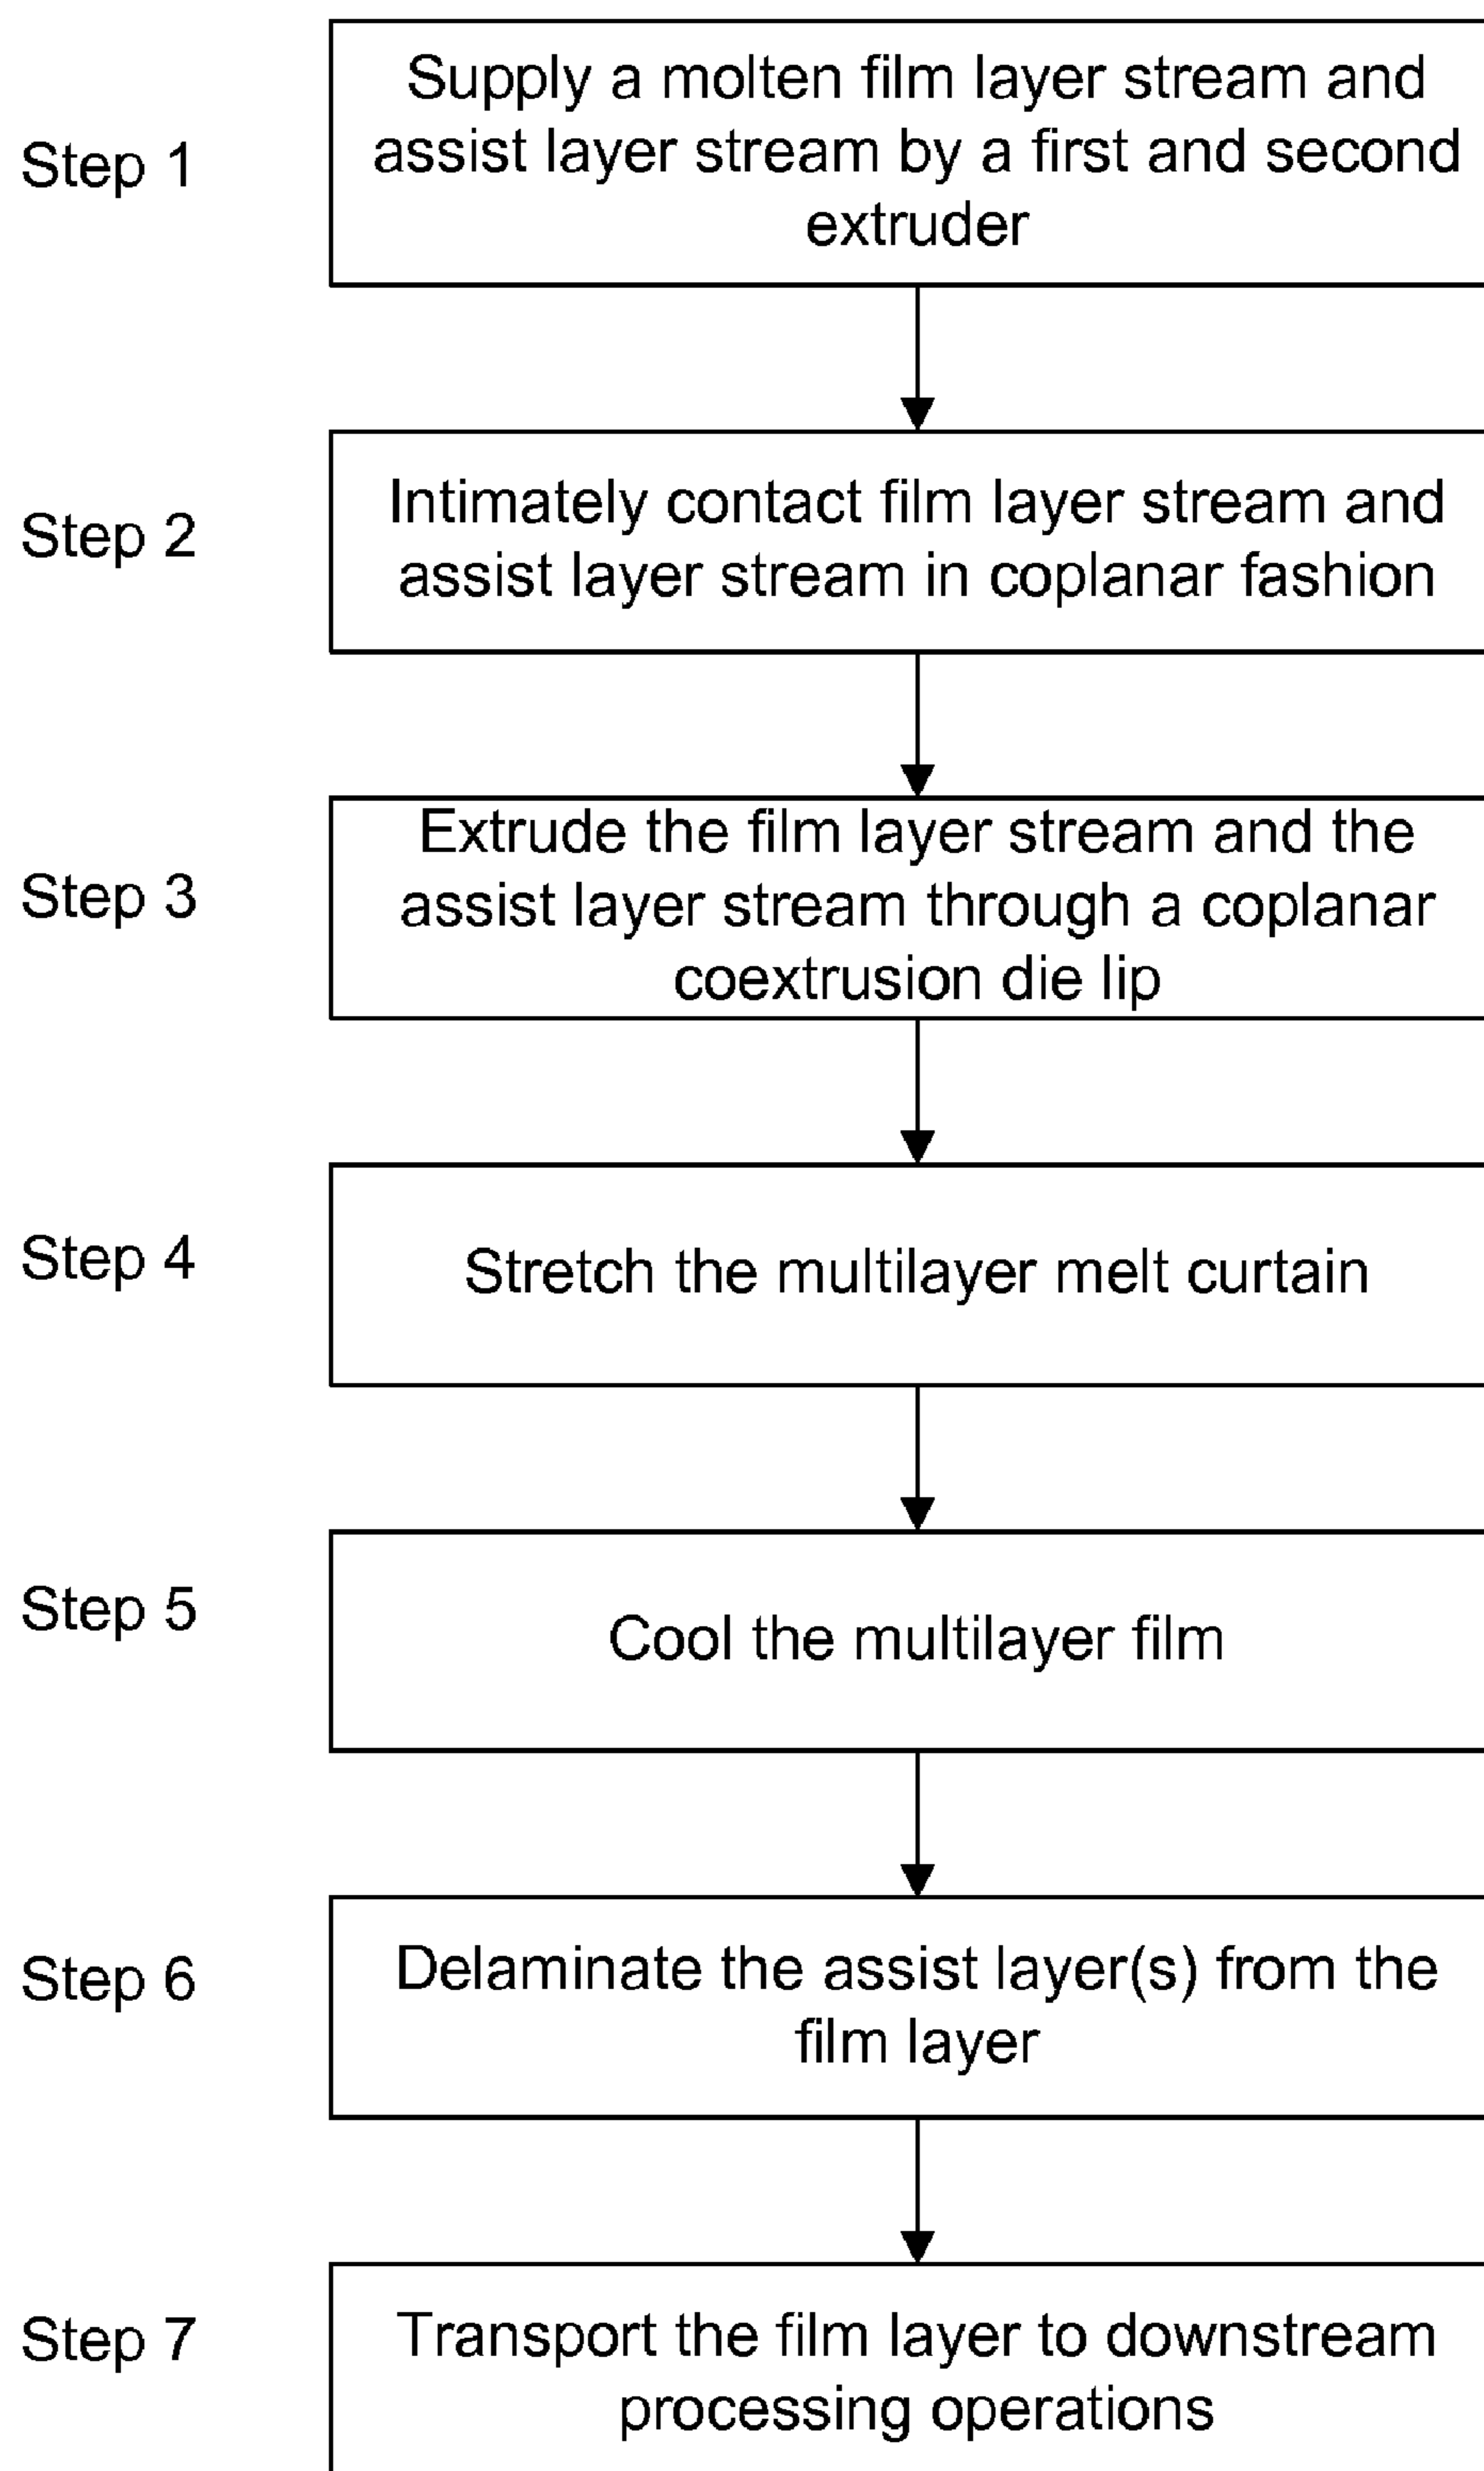 Step 1
Supply a molten film layer stream and
assist layer stream by a first and second
extruder
Step 2
Intimately contact film layer stream and
assist layer stream in coplanar fashion
Step 3
Extrude the film layer stream and the
assist layer stream through a coplanar
coextrusion die lip
Step 4
Stretch the multilayer melt curtain
Step 5
Cool the multilayer film
Step 6
Delaminate the assist layer(s) from the
film layer
Step 7
Transport the film layer to downstream
processing operations